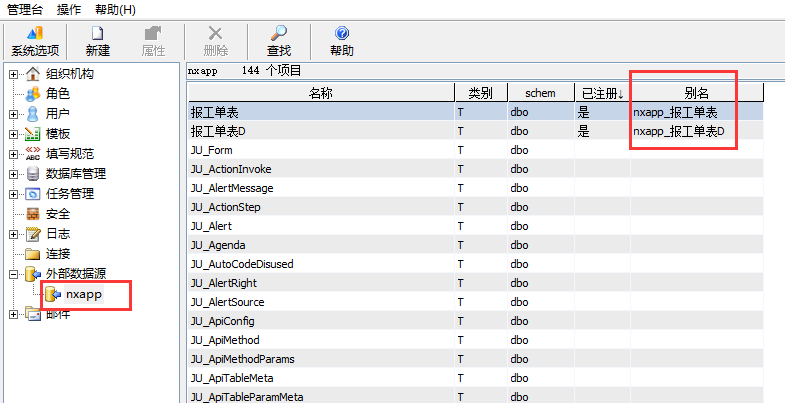 管理台 操作 帮助(H)
系统选项 新建 属性 删除 查找 帮助
组织机构
角色
用户
模板
填写规范
数据库管理
任务管理
安全
日志
连接
外部数据源
nxapp
邮件
nxapp 144 个项目
名称 类别 schem 已注册↓ 别名
报工单表 T dbo 是 nxapp_报工单表
报工单表D T dbo 是 nxapp_报工单表D
JU_Form T dbo
JU_ActionInvoke T dbo
JU_AlertMessage T dbo
JU_ActionStep T dbo
JU_Alert T dbo
JU_Agenda T dbo
JU_AutoCodeDisused T dbo
JU_AlertRight T dbo
JU_AlertSource T dbo
JU_ApiConfig T dbo
JU_ApiMethod T dbo
JU_ApiMethodParams T dbo
JU_ApiTableMeta T dbo
JU_ApiTableParamMeta T dbo